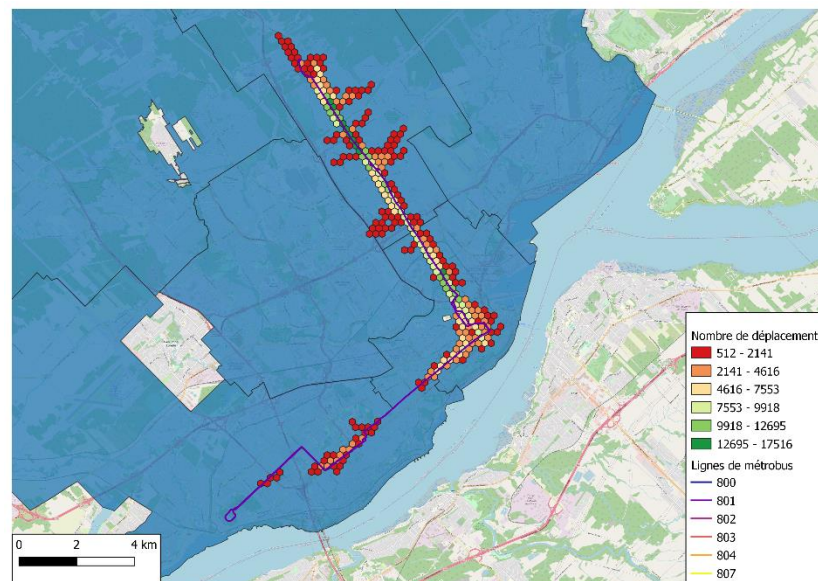 Nombre de déplacement
512 - 2141
2141 - 4616
4616 - 7553
7553 - 9918
9918 - 12695
12695 - 17516
Lignes de métrobus
800
801
802
803
804
807
0 2 4 km